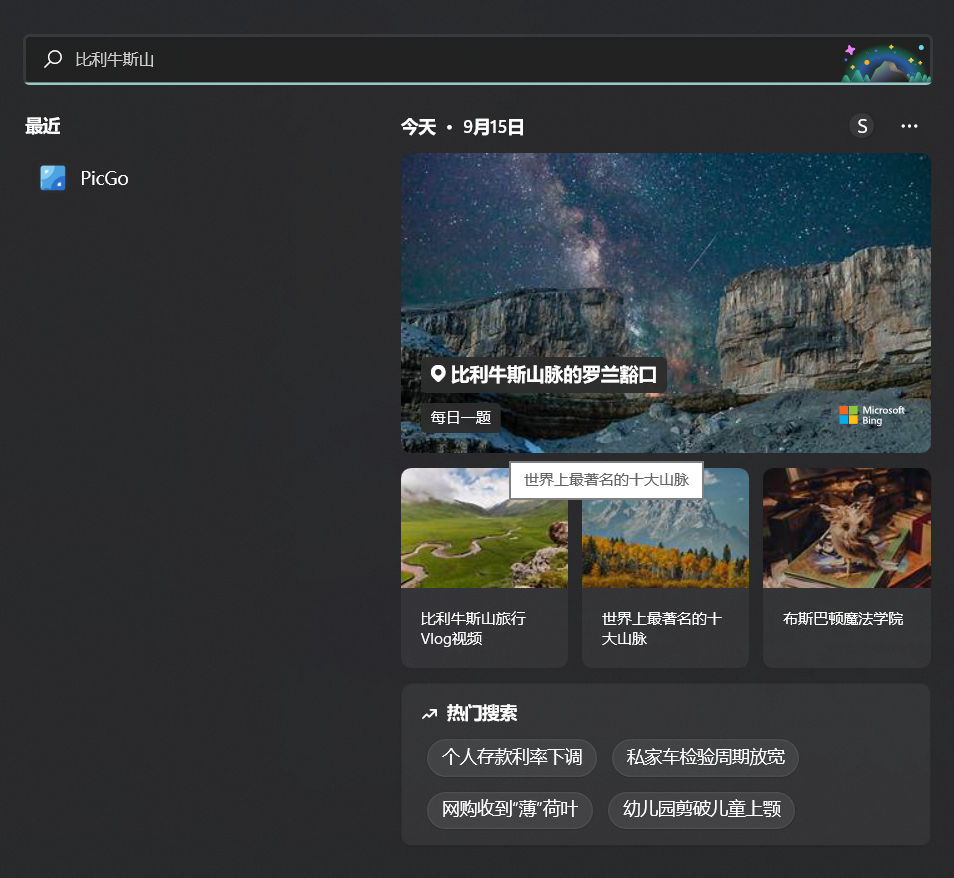 比利牛斯山
最近
PicGo
今天 • 9月15日
S
比利牛斯山脉的罗兰豁口
每日一题
Microsoft
Bing
世界上最著名的十大山脉
比利牛斯山旅行
Vlog视频
世界上最著名的十
大山脉
布斯巴顿魔法学院
热门搜索
个人存款利率下调
私家车检验周期放宽
网购收到“薄”荷叶
幼儿园剪破儿童上颚